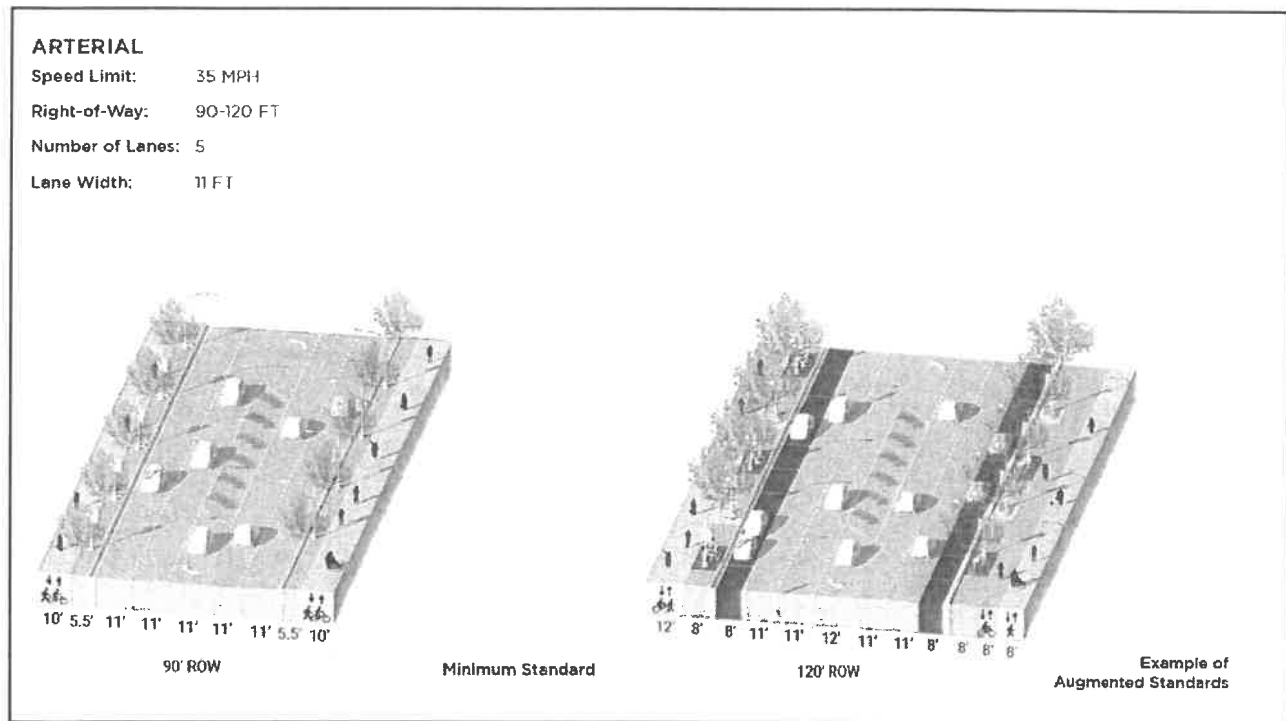 ARTERIAL
Speed Limit: 35 MPH
Right-of-Way: 90-120 FT
Number of Lanes: 5
Lane Width: 11 FT
10' 5.5' 11' 11' 11' 11' 11' 5.5' 10'
90' ROW
Minimum Standard
12' 8' 8' 11' 11' 12' 11' 11' 8' 8' 8' 8'
120' ROW
Example of
Augmented Standards